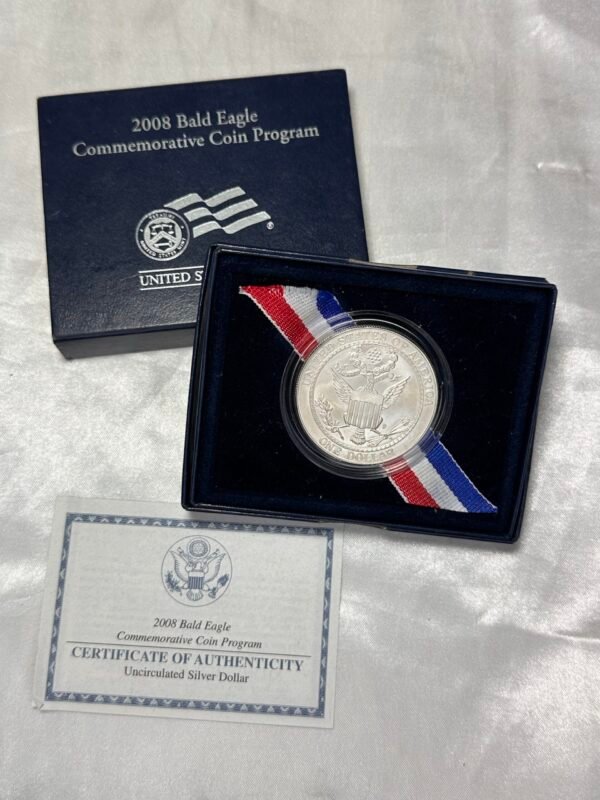 2008 Bald Eagle
Commemorative Coin Program
®
UNITED S
UNITED STATES OF AMERICA
ONE DOLLAR
2008 Bald Eagle
Commemorative Coin Program
CERTIFICATE OF AUTHENTICITY
Uncirculated Silver Dollar